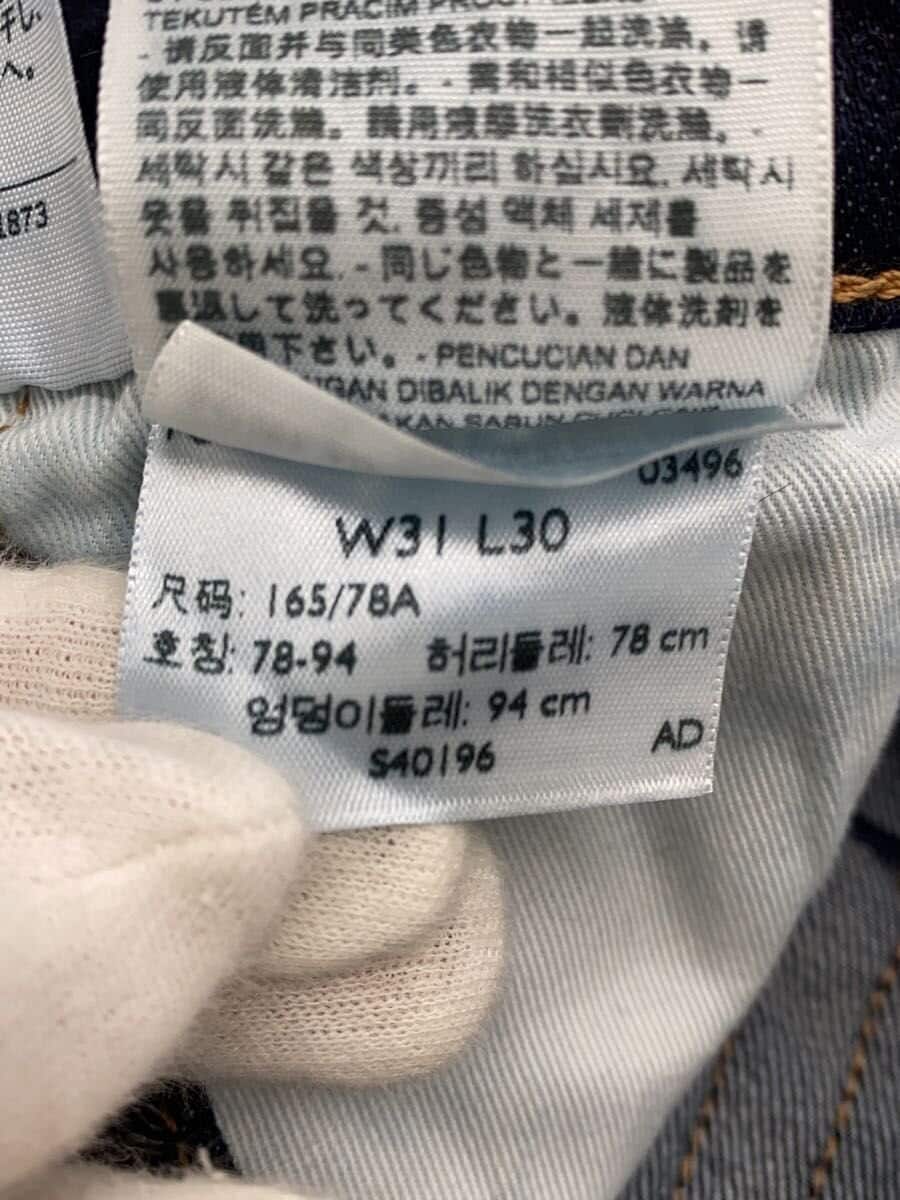 干し
へ。
1873
TEKUTÉM PRACÍM
- 请反面并与同类色衣物一起洗涤。请
使用液体清洁剂。- 需和相似色衣物一
同反面洗滌。請用液體洗衣劑洗滌。-
세탁시 같은 색상끼리 하십시요. 세탁시
옷을 뒤집을 것. 중성 액체 세제를
사용하세요. - 同じ色物と一緒に製品を
裏返して洗ってください。液体洗剤を
下さい。- PENCUCIAN DAN
DIBALIK DENGAN WARNA
SABUN
03496
W31 L30
尺码: 165/78A
호칭: 78-94 허리둘레: 78 cm
엉덩이둘레: 94 cm
S40196 AD